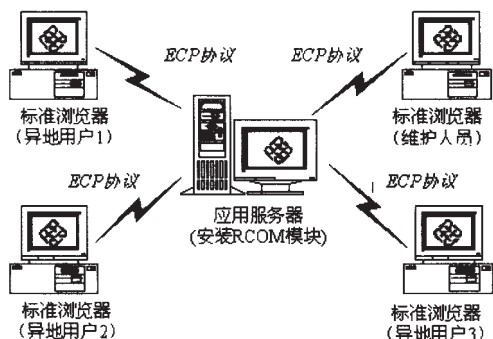 ECP协议
ECP协议
标准浏览器
(异地用户1)
标准浏览器
(维护人员)
ECP协议
ECP协议
应用服务器
(安装RCOM模块)
标准浏览器
(异地用户2)
标准浏览器
(异地用户3)